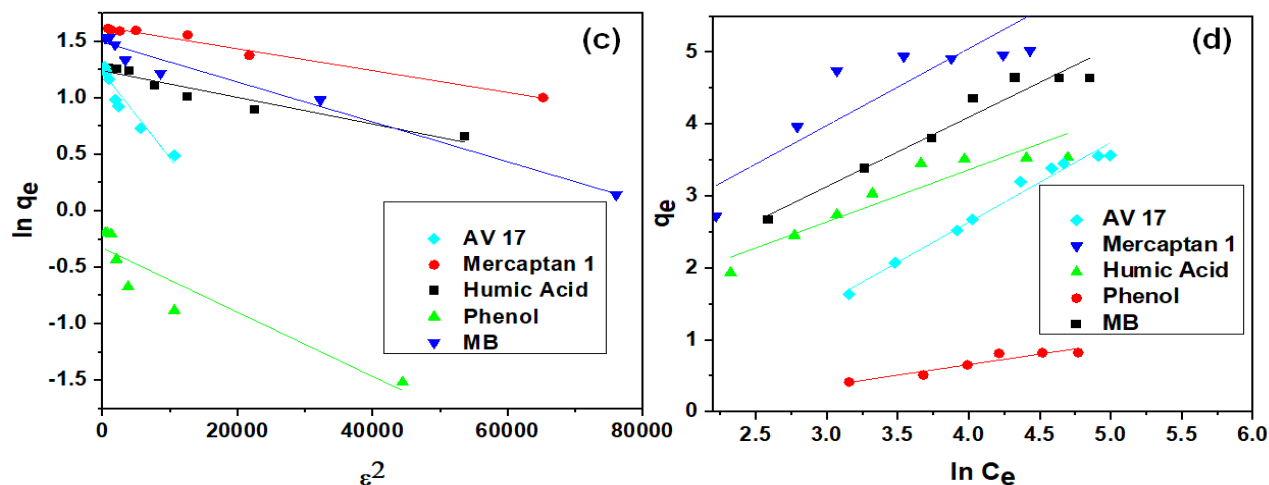 (c)
ln qe
1.5
1.0
0.5
0.0
-0.5
-1.0
-1.5
0
20000
40000
60000
80000
ε2
AV 17
Mercaptan 1
Humic Acid
Phenol
MB
(d)
qe
5
4
3
2
1
0
2.5
3.0
3.5
4.0
4.5
5.0
5.5
6.0
ln Ce
AV 17
Mercaptan 1
Humic Acid
Phenol
MB